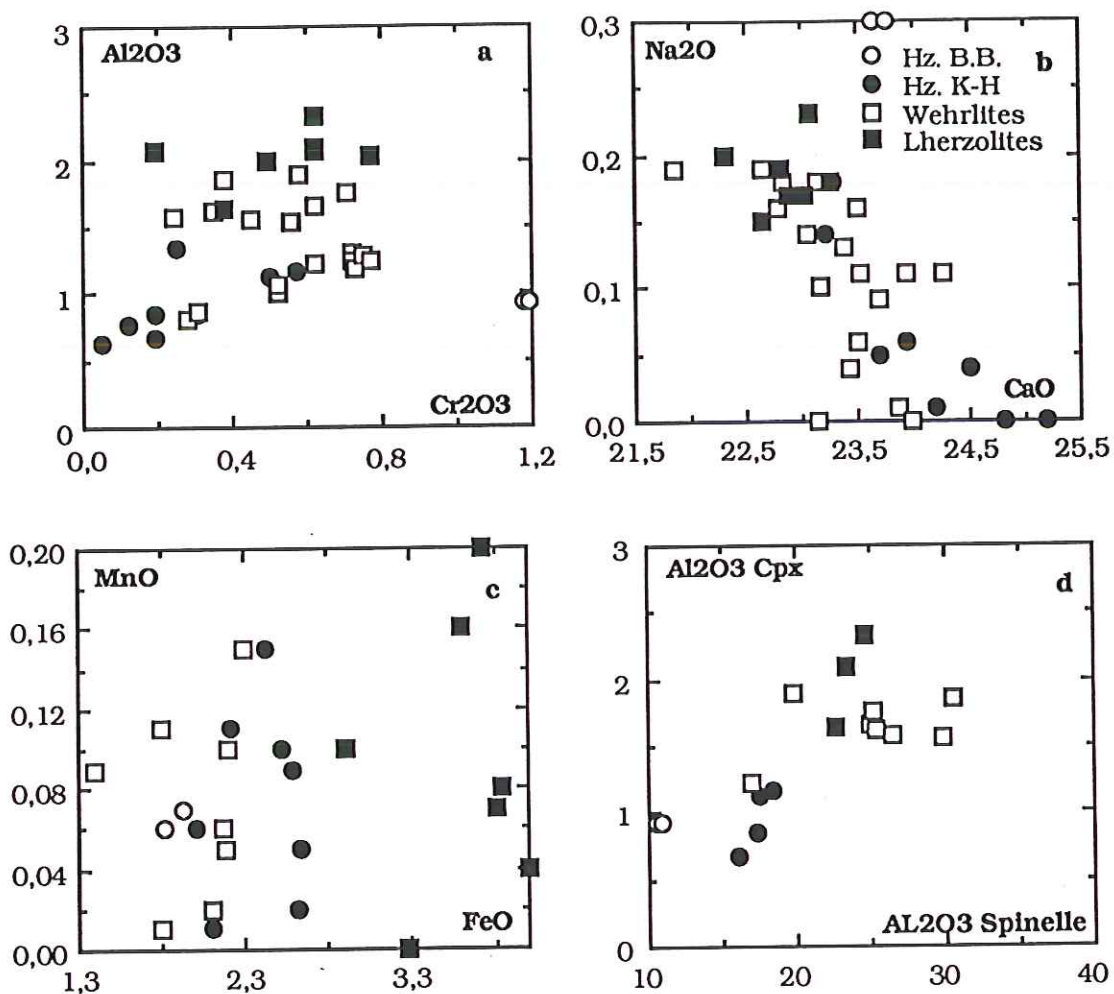 3
Al2O3
a
2
1
Cr2O3
0
0,0
0,4
0,8
1,2
0,3
Na2O
b
Hz. B.B.
Hz. K-H
Wehrlites
Lherzolites
0,2
0,1
CaO
0,0
21,5
22,5
23,5
24,5
25,5
0,20
MnO
c
0,16
0,12
0,08
0,04
FeO
0,00
1,3
2,3
3,3
3
Al2O3 Cpx
d
2
1
AL2O3 Spinelle
0
10
20
30
40